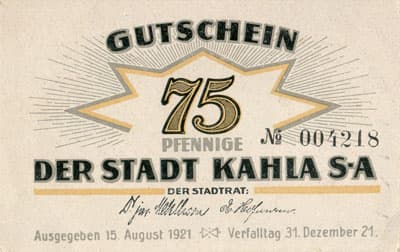 GUTSCHEIN
75
PFENNIGE
№ 004218
DER STADT KAHLA S-A
DER STADTRAT:
Ausgegeben 15. August 1921 Verfalltag 31. Dezember 21.